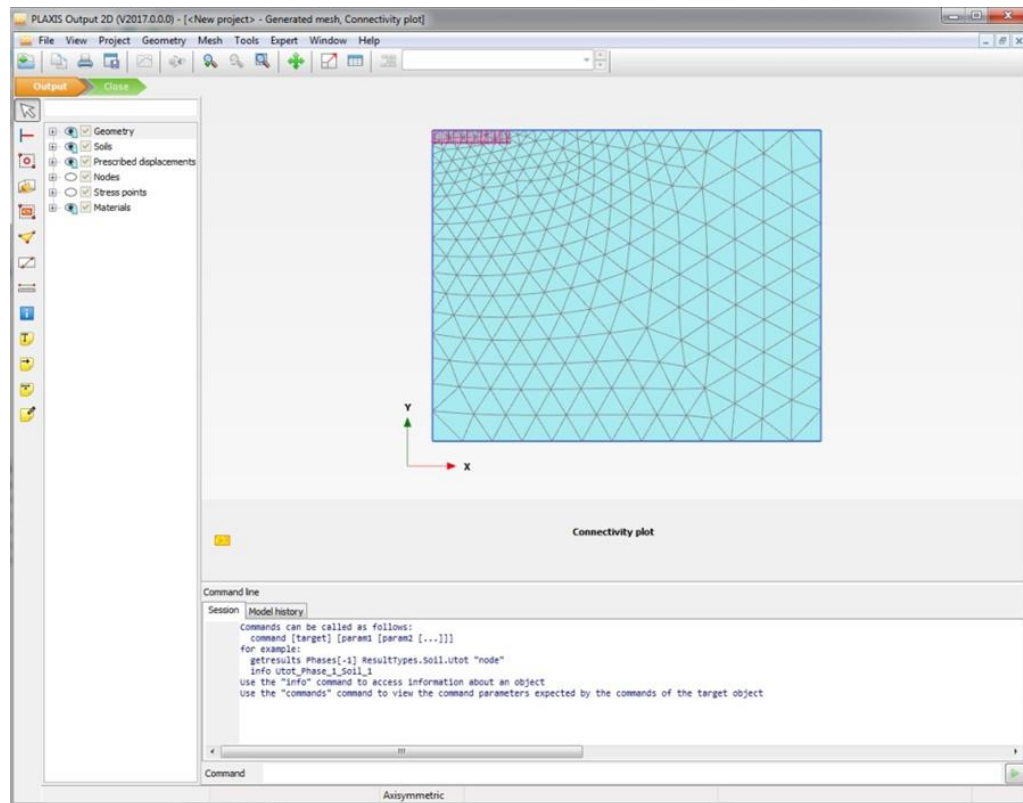 PLAXIS Output 2D (V2017.0.0.0) - [<New project> - Generated mesh, Connectivity plot]
File View Project Geometry Mesh Tools Expert Window Help
Output Close
Geometry
Soils
Prescribed displacements
Nodes
Stress points
Materials
Y
X
Connectivity plot
Command line
Session Model history
Commands can be called as follows:
command [target] [param1 [param2 [...]]]
for example:
getresults Phases[-1] ResultTypes.Soil.Utot "node"
info Utot_Phase_1_Soil_1
Use the "info" command to access information about an object
Use the "commands" command to view the command parameters expected by the commands of the target object
Command
Axisymmetric